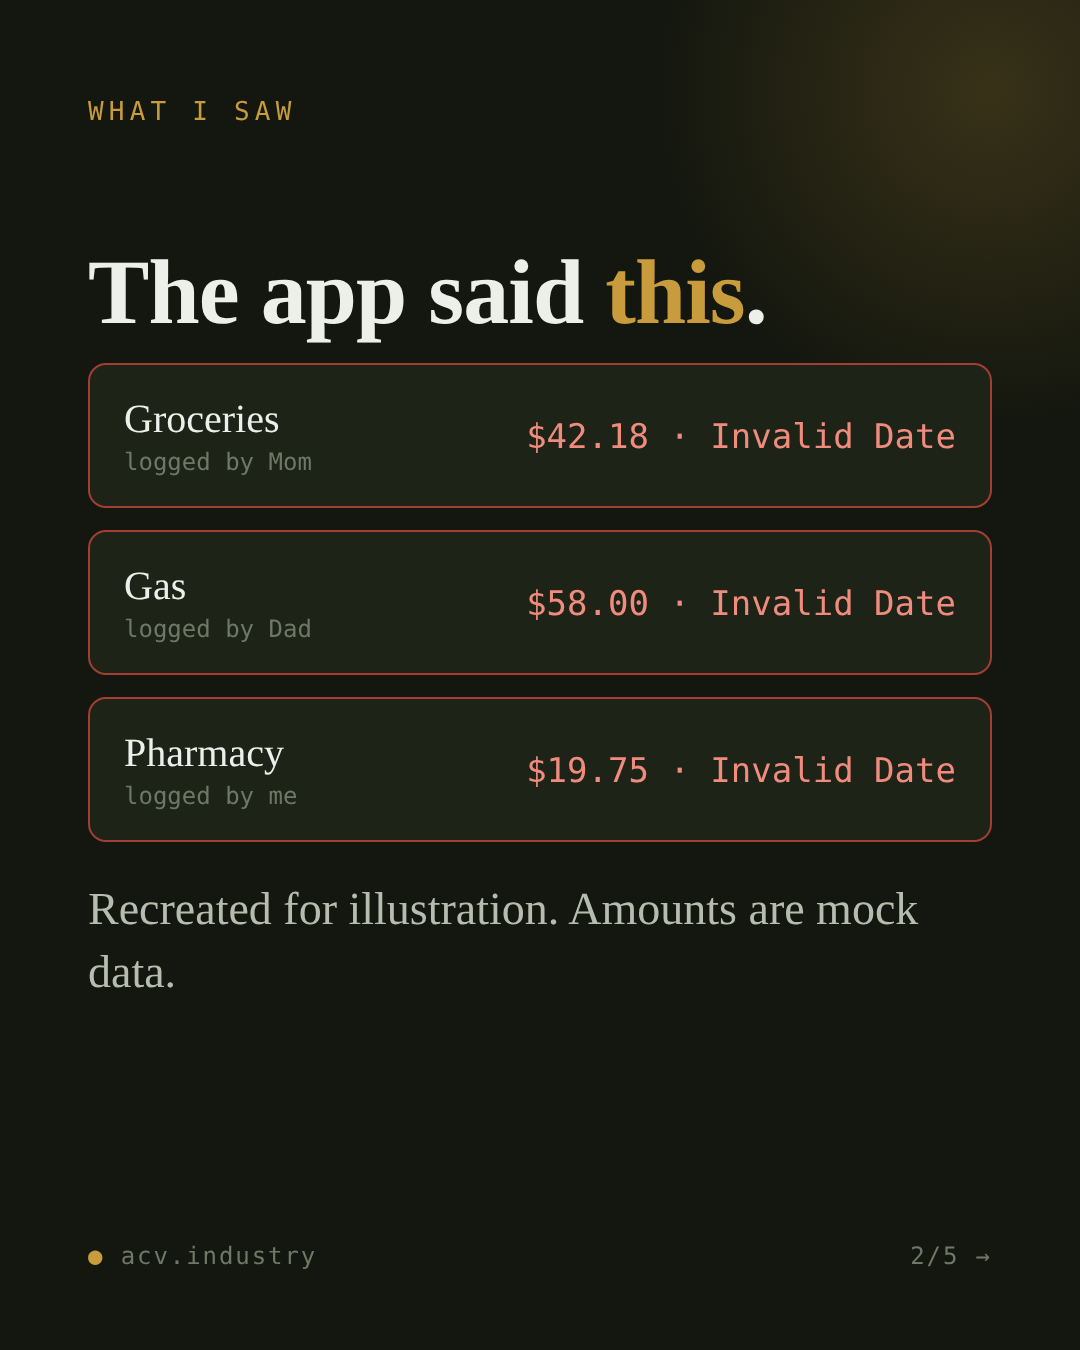 WHAT I SAW
The app said this.
Groceries
logged by Mom
$42.18 · Invalid Date
Gas
logged by Dad
$58.00 · Invalid Date
Pharmacy
logged by me
$19.75 · Invalid Date
Recreated for illustration. Amounts are mock
data.
● acv.industry
2/5 →